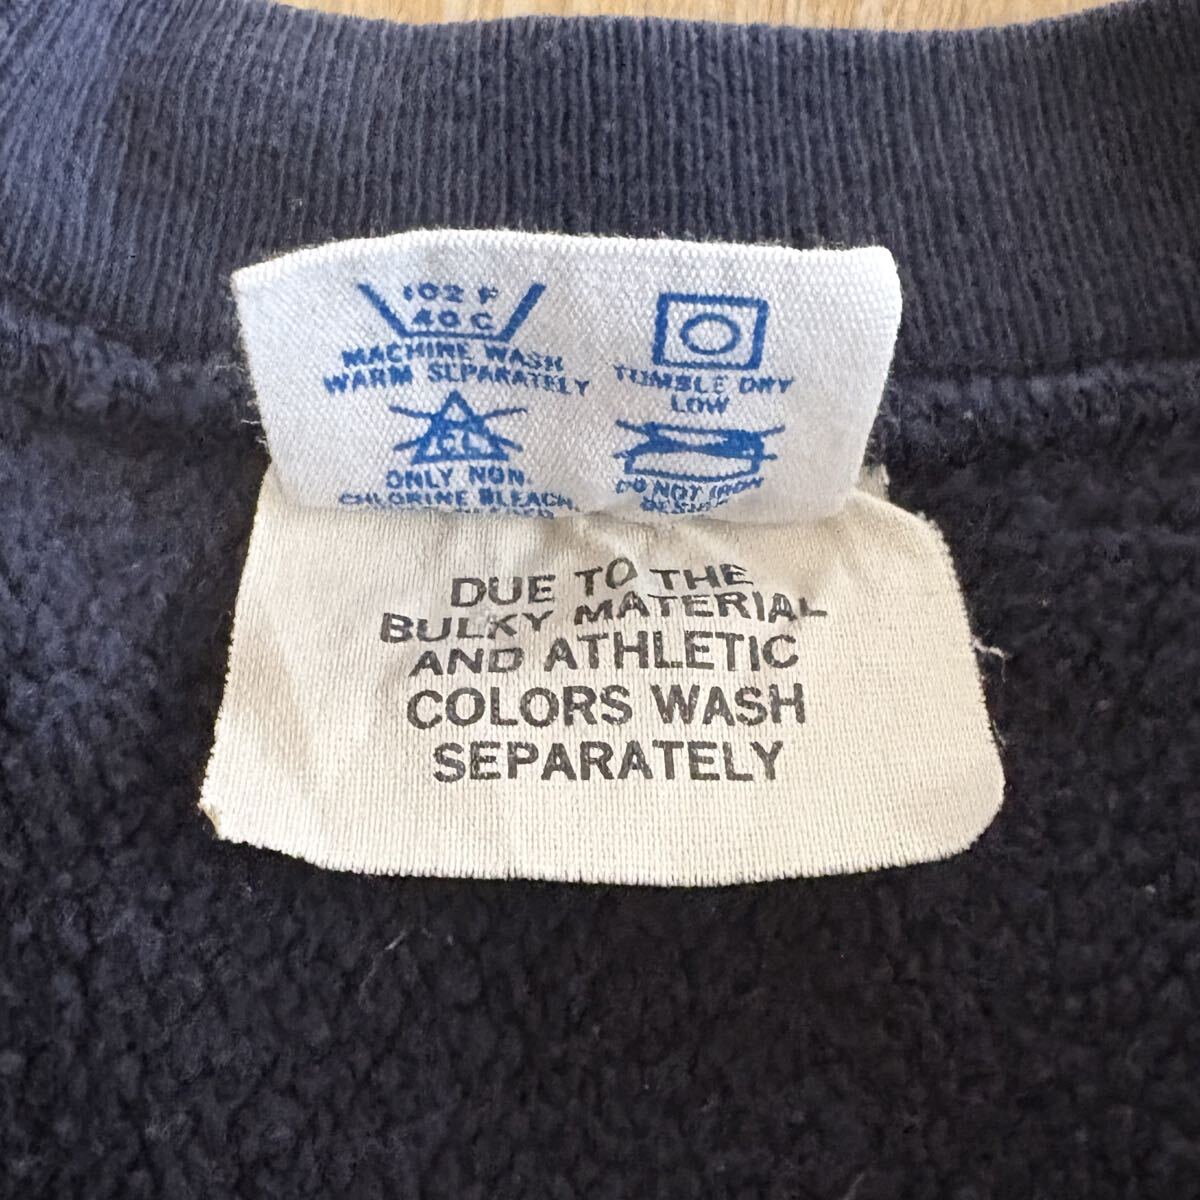 102 F
40 C
MACHINE WASH
WARM SEPARATELY
TUMBLE DRY
LOW
CL
ONLY NON
CHLORINE BLEACH
DO NOT IRON
DUE TO THE
BULKY MATERIAL
AND ATHLETIC
COLORS WASH
SEPARATELY